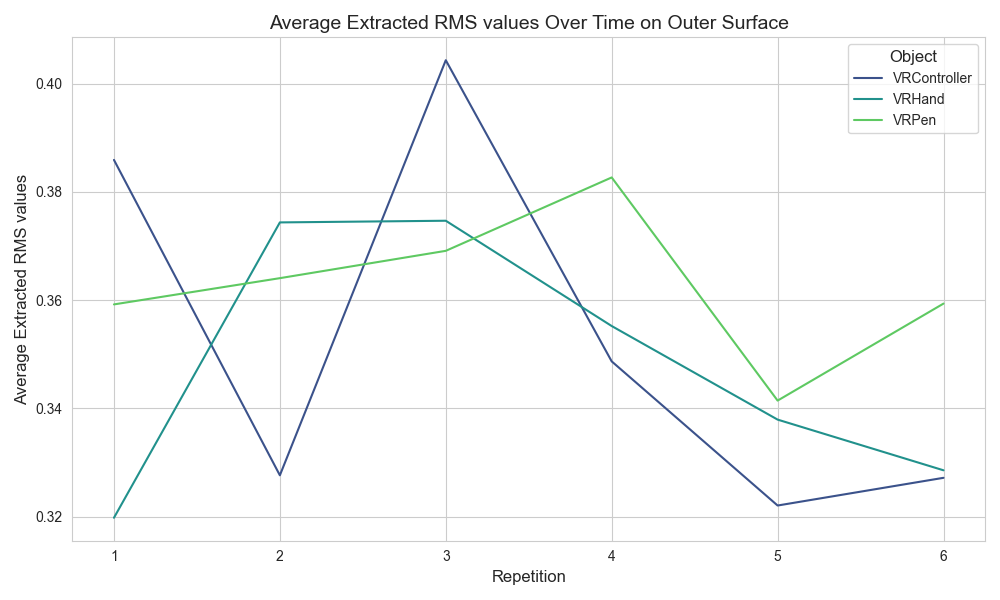 Average Extracted RMS values Over Time on Outer Surface
Object
VRController
VRHand
VRPen
Average Extracted RMS values
0.40
0.38
0.36
0.34
0.32
1 2 3 4 5 6
Repetition